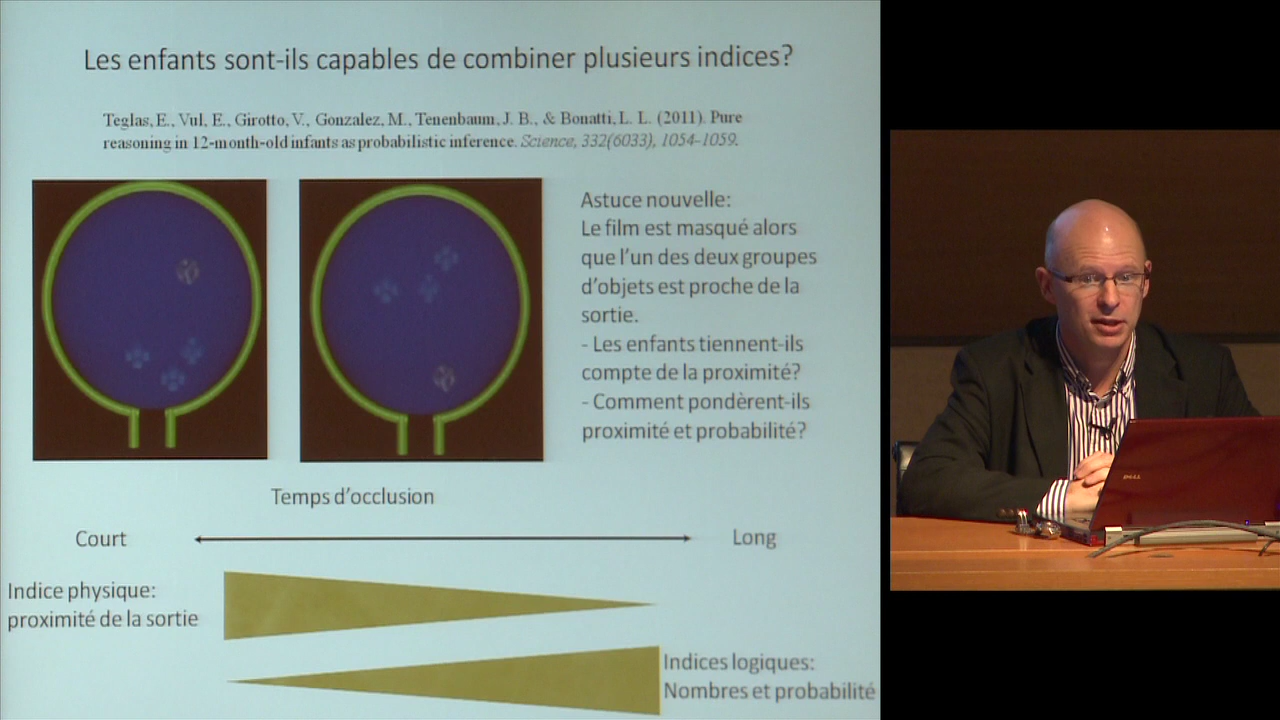 Les enfants sont-ils capables de combiner plusieurs indices?
Teglas, E., Vul, E., Girotto, V., Gonzalez, M., Tenenbaum, J. B., & Bonatti, L. L. (2011). Pure
reasoning in 12-month-old infants as probabilistic inference. Science, 332(6033), 1054-1059.
Astuce nouvelle:
Le film est masqué alors
que l'un des deux groupes
d'objets est proche de la
sortie.
- Les enfants tiennent-ils
compte de la proximité?
- Comment pondèrent-ils
proximité et probabilité?
Temps d'occlusion
Court
Long
Indice physique:
proximité de la sortie
Indices logiques:
Nombres et probabilité
DELL